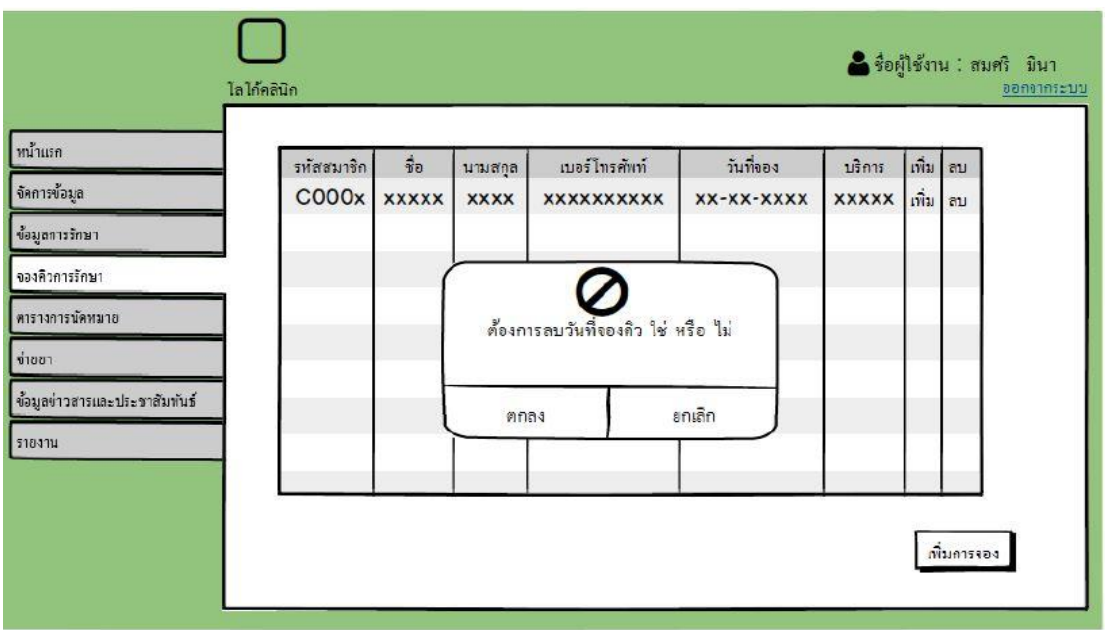 ชื่อผู้ใช้งาน : สมศรี มินา
โลโก้คลินิก
ออกจากระบบ
หน้าแรก
จัดการข้อมูล
ข้อมูลการรักษา
จองคิวการรักษา
ตารางการนัดหมาย
จ่ายยา
ข้อมูลข่าวสารและประชาสัมพันธ์
รายงาน
รหัสสมาชิก ชื่อ นามสกุล เบอร์โทรศัพท์ วันที่จอง บริการ เพิ่ม ลบ
C000x xxxxx xxxx xxxxxxxxxx xx-xx-xxxx xxxxx เพิ่ม ลบ
ต้องการลบวันที่จองคิว ใช่ หรือ ไม่
ตกลง ยกเลิก
เพิ่มการจอง